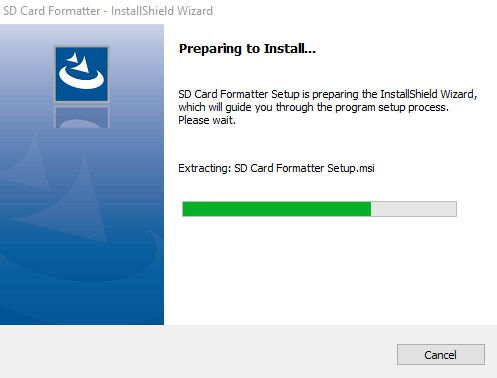 SD Card Formatter - InstallShield Wizard
Preparing to Install...
SD Card Formatter Setup is preparing the InstallShield Wizard,
which will guide you through the program setup process.
Please wait.
Extracting: SD Card Formatter Setup.msi
Cancel